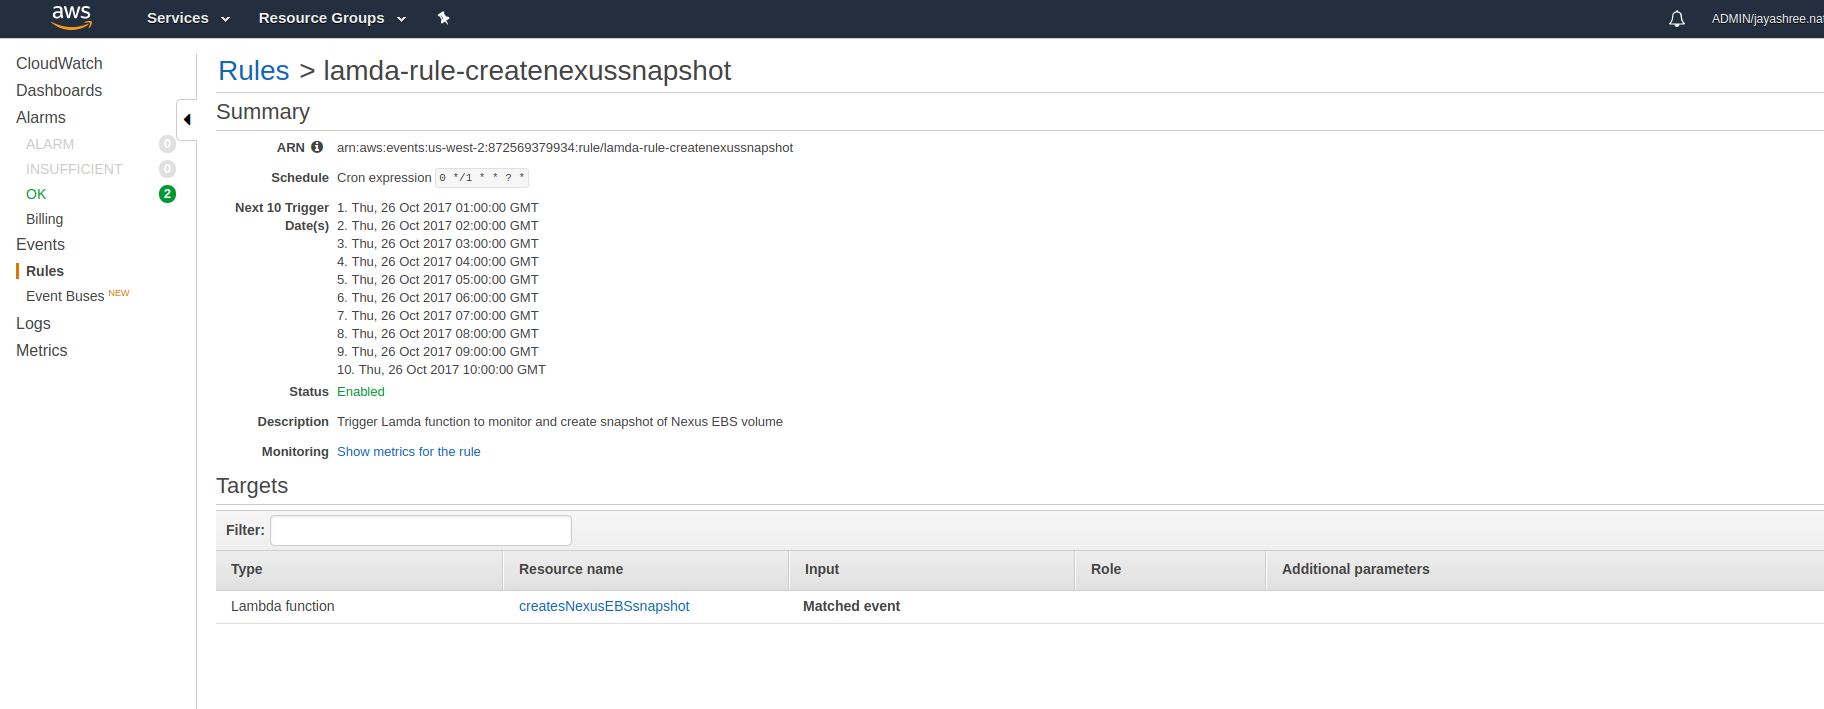 aws Services Resource Groups ADMIN/jayashree.na
CloudWatch
Dashboards
Alarms
ALARM 0
INSUFFICIENT 0
OK 2
Billing
Events
Rules
Event Buses NEW
Logs
Metrics
Rules > lamda-rule-createnexussnapshot
Summary
ARN arn:aws:events:us-west-2:872569379934:rule/lamda-rule-createnexussnapshot
Schedule Cron expression 0 */1 * * ? *
Next 10 Trigger Date(s)
1. Thu, 26 Oct 2017 01:00:00 GMT
2. Thu, 26 Oct 2017 02:00:00 GMT
3. Thu, 26 Oct 2017 03:00:00 GMT
4. Thu, 26 Oct 2017 04:00:00 GMT
5. Thu, 26 Oct 2017 05:00:00 GMT
6. Thu, 26 Oct 2017 06:00:00 GMT
7. Thu, 26 Oct 2017 07:00:00 GMT
8. Thu, 26 Oct 2017 08:00:00 GMT
9. Thu, 26 Oct 2017 09:00:00 GMT
10. Thu, 26 Oct 2017 10:00:00 GMT
Status Enabled
Description Trigger Lamda function to monitor and create snapshot of Nexus EBS volume
Monitoring Show metrics for the rule
Targets
Filter:
Type Resource name Input Role Additional parameters
Lambda function createsNexusEBSsnapshot Matched event